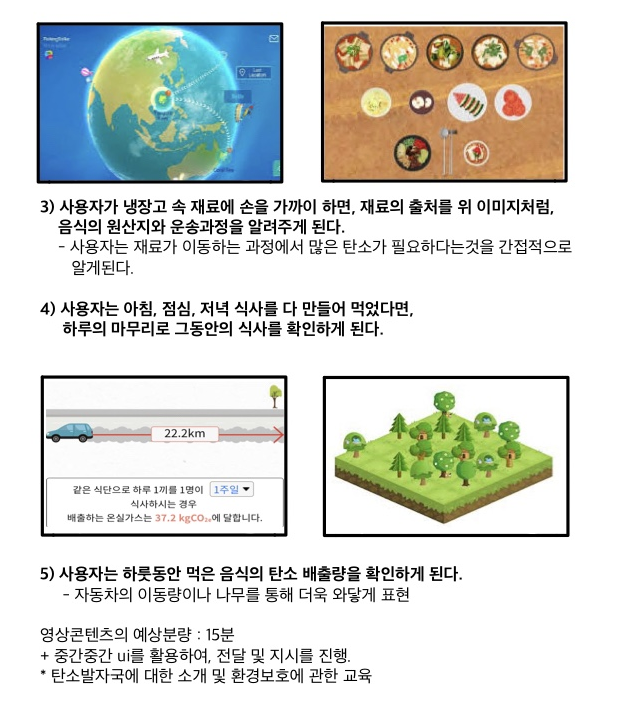 Last Location
3) 사용자가 냉장고 속 재료에 손을 가까이 하면, 재료의 출처를 위 이미지처럼,
음식의 원산지와 운송과정을 알려주게 된다.
- 사용자는 재료가 이동하는 과정에서 많은 탄소가 필요하다는것을 간접적으로
알게된다.
4) 사용자는 아침, 점심, 저녁 식사를 다 만들어 먹었다면,
하루의 마무리로 그동안의 식사를 확인하게 된다.
22.2km
같은 식단으로 하루 1끼를 1명이 1주일
식사하시는 경우
배출하는 온실가스는 37.2 kgCO₂e에 달합니다.
5) 사용자는 하룻동안 먹은 음식의 탄소 배출량을 확인하게 된다.
- 자동차의 이동량이나 나무를 통해 더욱 와닿게 표현
영상콘텐츠의 예상분량 : 15분
+ 중간중간 ui를 활용하여, 전달 및 지시를 진행.
* 탄소발자국에 대한 소개 및 환경보호에 관한 교육